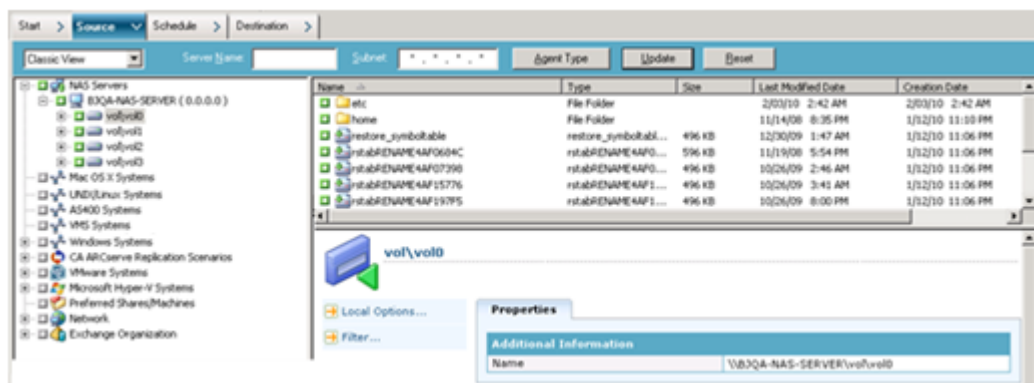 Start > Source Schedule > Destination >
Classic View Server Name: Subnet: * . * . * . * Agent Type Update Reset
NAS Servers
BJQA-NAS-SERVER ( 0.0.0.0 )
vol\vol0
vol\vol1
vol\vol2
vol\vol3
Mac OS X Systems
UNIX/Linux Systems
AS400 Systems
VMS Systems
Windows Systems
CA ARCserve Replication Scenarios
VMware Systems
Microsoft Hyper-V Systems
Preferred Shares/Machines
Network
Exchange Organization
Name Type Size Last Modified Date Creation Date
etc File Folder 2/03/10 2:42 AM 2/03/10 2:42 AM
home File Folder 11/14/08 8:35 PM 1/12/10 11:10 PM
restore_symboltable restore_symboltabl... 496 KB 12/30/09 1:47 AM 1/12/10 11:06 PM
rstabRENAME4AF0684C rstabRENAME4AF0... 596 KB 11/19/08 5:54 PM 1/12/10 11:06 PM
rstabRENAME4AF07398 rstabRENAME4AF0... 496 KB 10/26/09 2:46 AM 1/12/10 11:06 PM
rstabRENAME4AF15776 rstabRENAME4AF1... 496 KB 10/26/09 3:41 AM 1/12/10 11:06 PM
rstabRENAME4AF197F5 rstabRENAME4AF1... 496 KB 10/26/09 8:00 PM 1/12/10 11:06 PM
vol\vol0
Local Options...
Filter...
Properties
Additional Information
Name \\BJQA-NAS-SERVER\vol\vol0